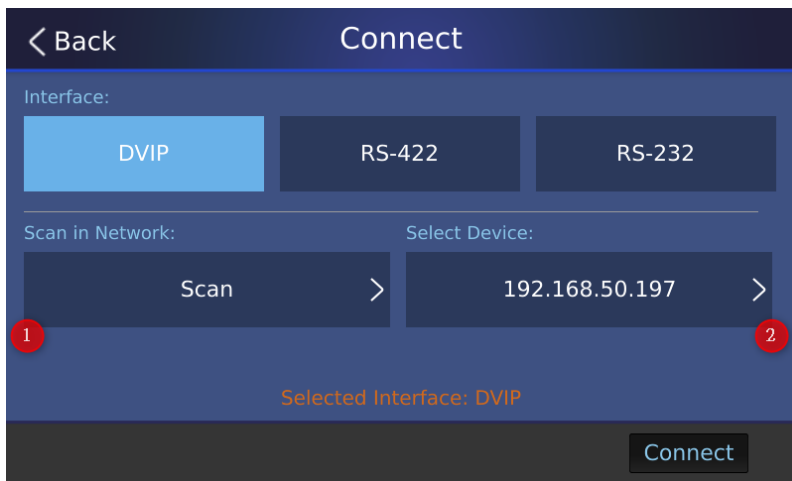 Back
Connect
Interface:
DVIP
RS-422
RS-232
Scan in Network:
Select Device:
Scan
192.168.50.197
1
2
Selected Interface: DVIP
Connect